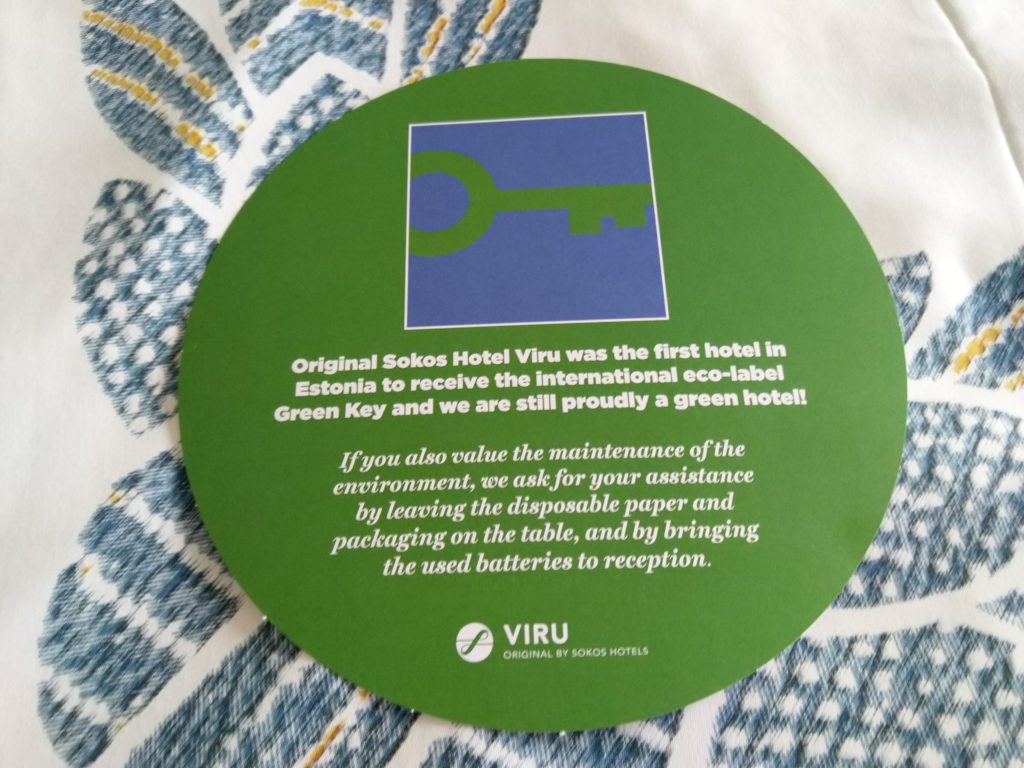 Original Sokos Hotel Viru was the first hotel in
Estonia to receive the international eco-label
Green Key and we are still proudly a green hotel!
If you also value the maintenance of the
environment, we ask for your assistance
by leaving the disposable paper and
packaging on the table, and by bringing
the used batteries to reception.
VIRU
ORIGINAL BY SOKOS HOTELS